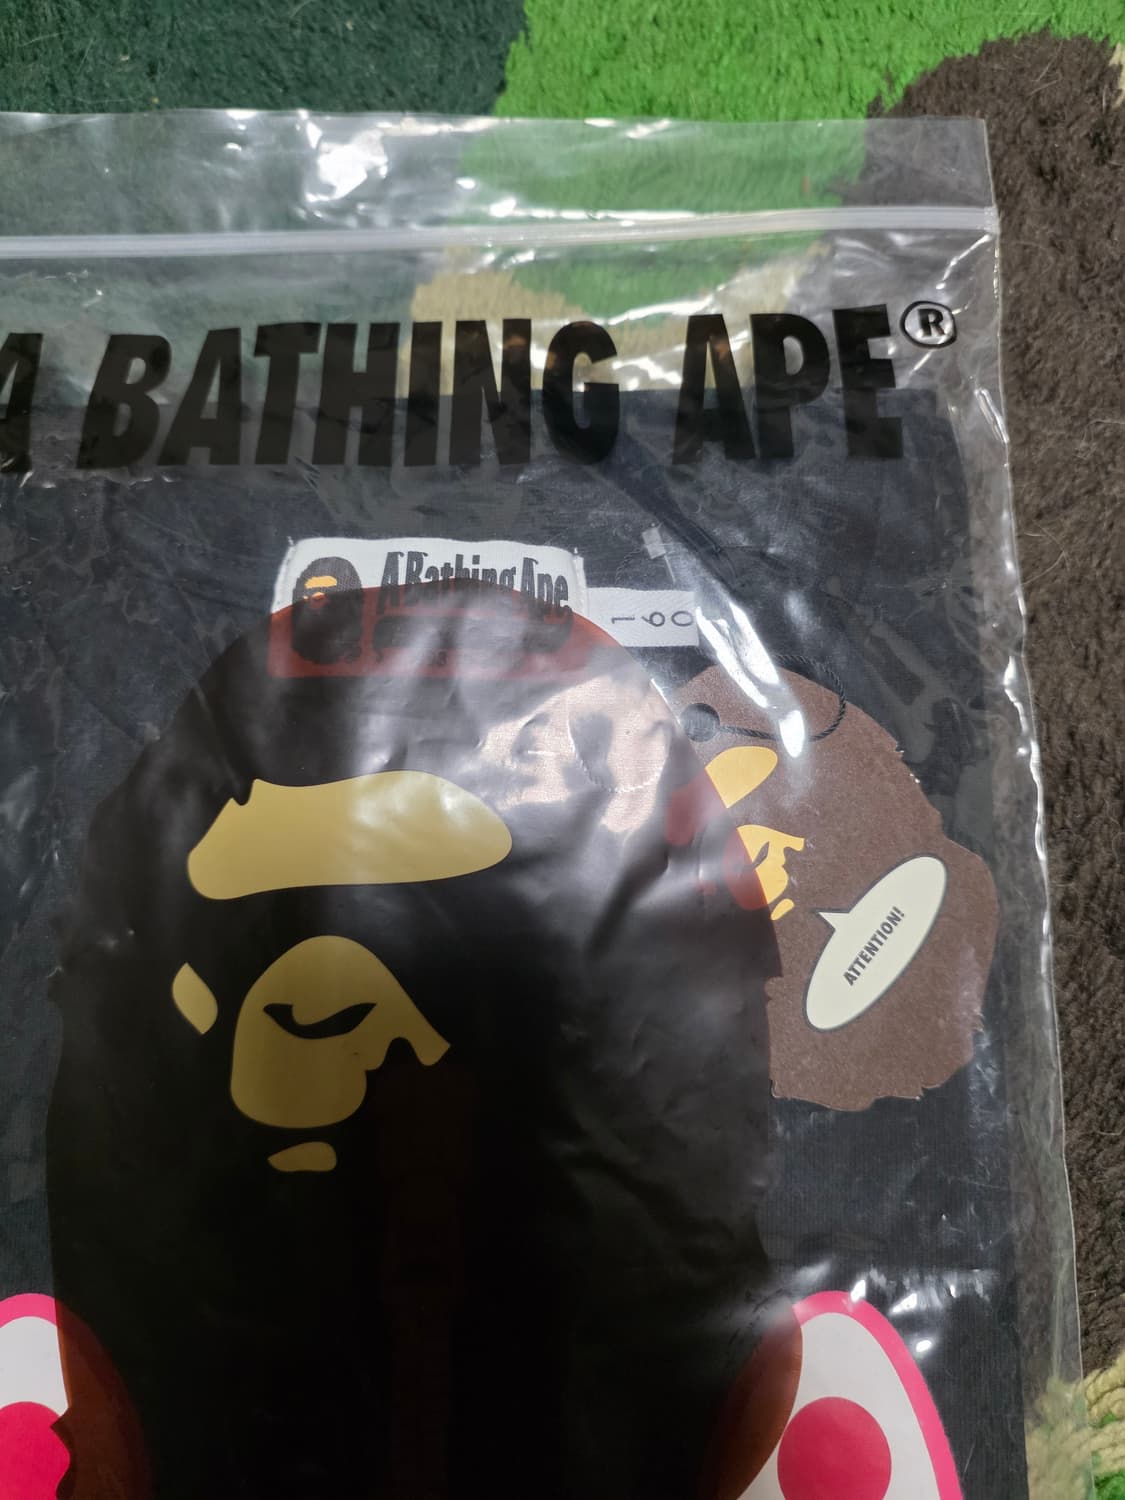 A BATHING APE®
A Bathing Ape
160
ATTENTION!